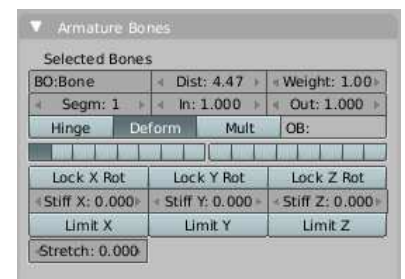 Armature Bones
Selected Bones
BO:Bone Dist: 4.47 Weight: 1.00
Segm: 1 In: 1.000 Out: 1.000
Hinge Deform Mult OB:
Lock X Rot Lock Y Rot Lock Z Rot
Stiff X: 0.000 Stiff Y: 0.000 Stiff Z: 0.000
Limit X Limit Y Limit Z
Stretch: 0.000